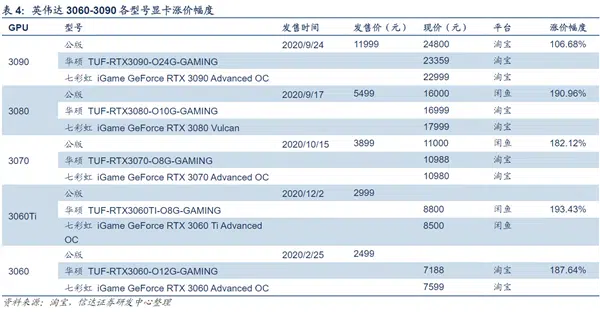 表 4：英伟达 3060-3090 各型号显卡涨价幅度
GPU 型号 发售时间 发售价（元） 现价（元） 平台 涨价幅度
公版 2020/9/24 11999 24800 淘宝 106.68%
3090 华硕 TUF-RTX3090-O24G-GAMING 23359 淘宝
七彩虹 iGame GeForce RTX 3090 Advanced OC 22999 淘宝
公版 2020/9/17 5499 16000 闲鱼 190.96%
3080 华硕 TUF-RTX3080-O10G-GAMING 16999 淘宝
七彩虹 iGame GeForce RTX 3080 Vulcan 17999 淘宝
公版 2020/10/15 3899 11000 闲鱼 182.12%
3070 华硕 TUF-RTX3070-O8G-GAMING 10988 淘宝
七彩虹 iGame GeForce RTX 3070 Advanced OC 10980 淘宝
公版 2020/12/2 2999
3060Ti 华硕 TUF-RTX3060TI-O8G-GAMING 8800 闲鱼 193.43%
七彩虹 iGame GeForce RTX 3060 Ti Advanced 8500 闲鱼
OC
公版 2020/2/25 2499
3060 华硕 TUF-RTX3060-O12G-GAMING 7188 淘宝 187.64%
七彩虹 iGame GeForce RTX 3060 Advanced OC 7599 淘宝
资料来源：淘宝，信达证券研发中心整理